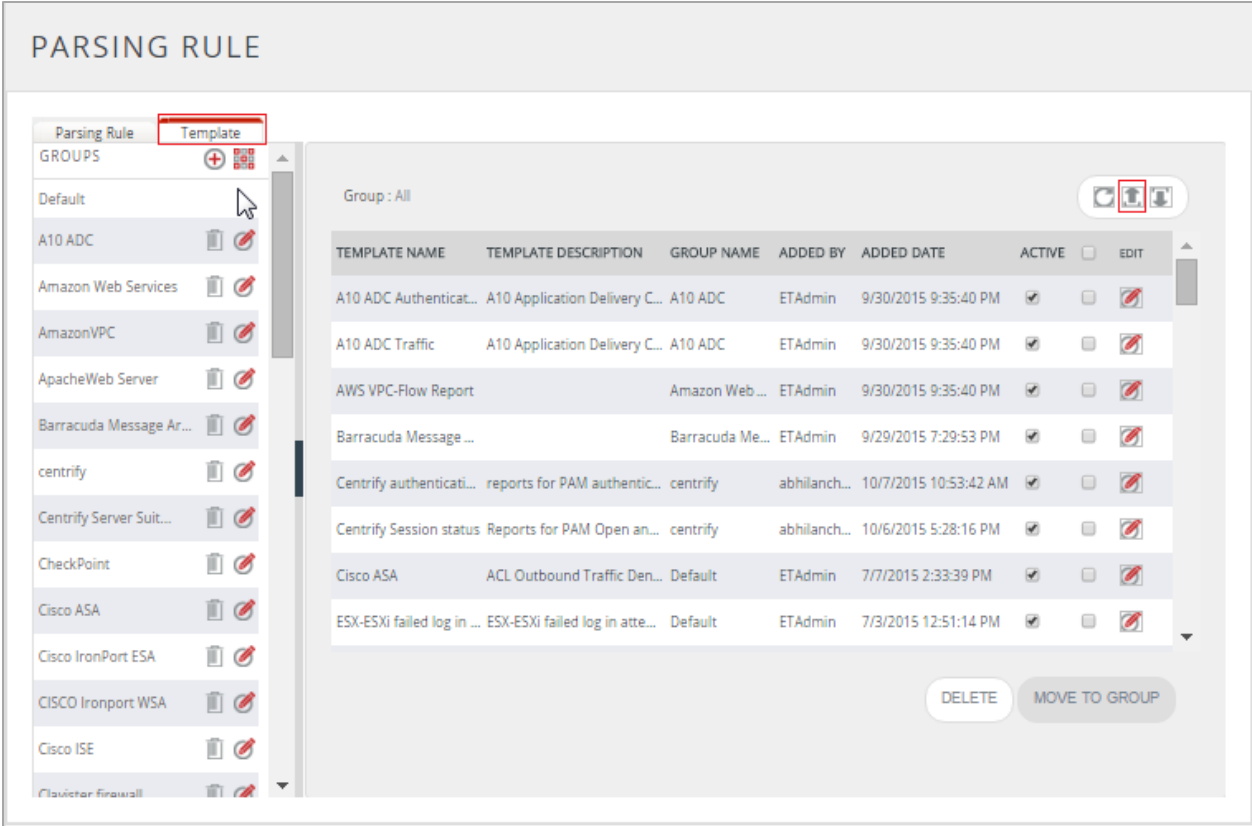 PARSING RULE
Parsing Rule Template
GROUPS
Default
A10 ADC
Amazon Web Services
AmazonVPC
ApacheWeb Server
Barracuda Message Ar...
centrify
Centrify Server Suit...
CheckPoint
Cisco ASA
Cisco IronPort ESA
CISCO Ironport WSA
Cisco ISE
Clavister firewall
Group : All
TEMPLATE NAME TEMPLATE DESCRIPTION GROUP NAME ADDED BY ADDED DATE ACTIVE EDIT
A10 ADC Authenticat... A10 Application Delivery C... A10 ADC ETAdmin 9/30/2015 9:35:40 PM
A10 ADC Traffic A10 Application Delivery C... A10 ADC ETAdmin 9/30/2015 9:35:40 PM
AWS VPC-Flow Report Amazon Web ... ETAdmin 9/30/2015 9:35:40 PM
Barracuda Message ... Barracuda Me... ETAdmin 9/29/2015 7:29:53 PM
Centrify authenticati... reports for PAM authentic... centrify abhilanch... 10/7/2015 10:53:42 AM
Centrify Session status Reports for PAM Open an... centrify abhilanch... 10/6/2015 5:28:16 PM
Cisco ASA ACL Outbound Traffic Den... Default ETAdmin 7/7/2015 2:33:39 PM
ESX-ESXi failed log in ... ESX-ESXi failed log in atte... Default ETAdmin 7/3/2015 12:51:14 PM
DELETE MOVE TO GROUP